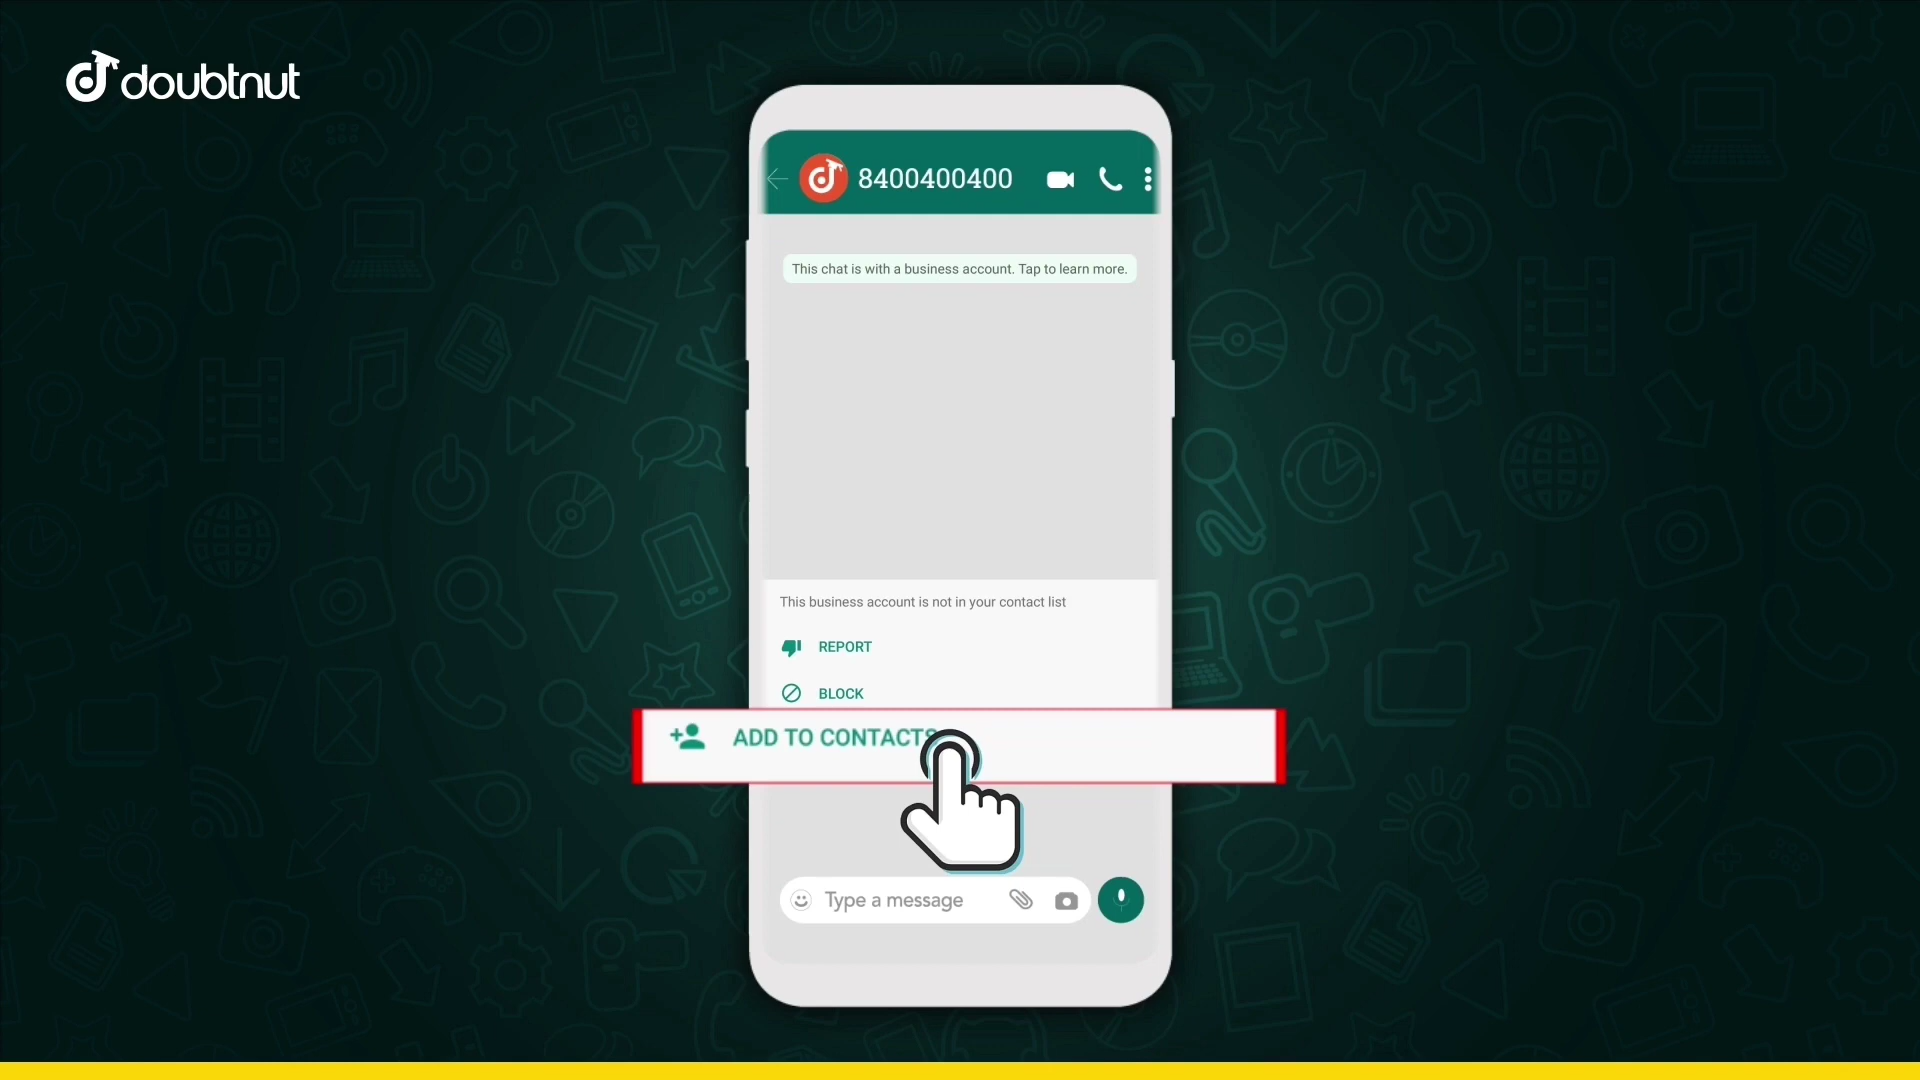 doubtnut
8400400400
This chat is with a business account. Tap to learn more.
This business account is not in your contact list
REPORT
BLOCK
ADD TO CONTACTS
Type a message